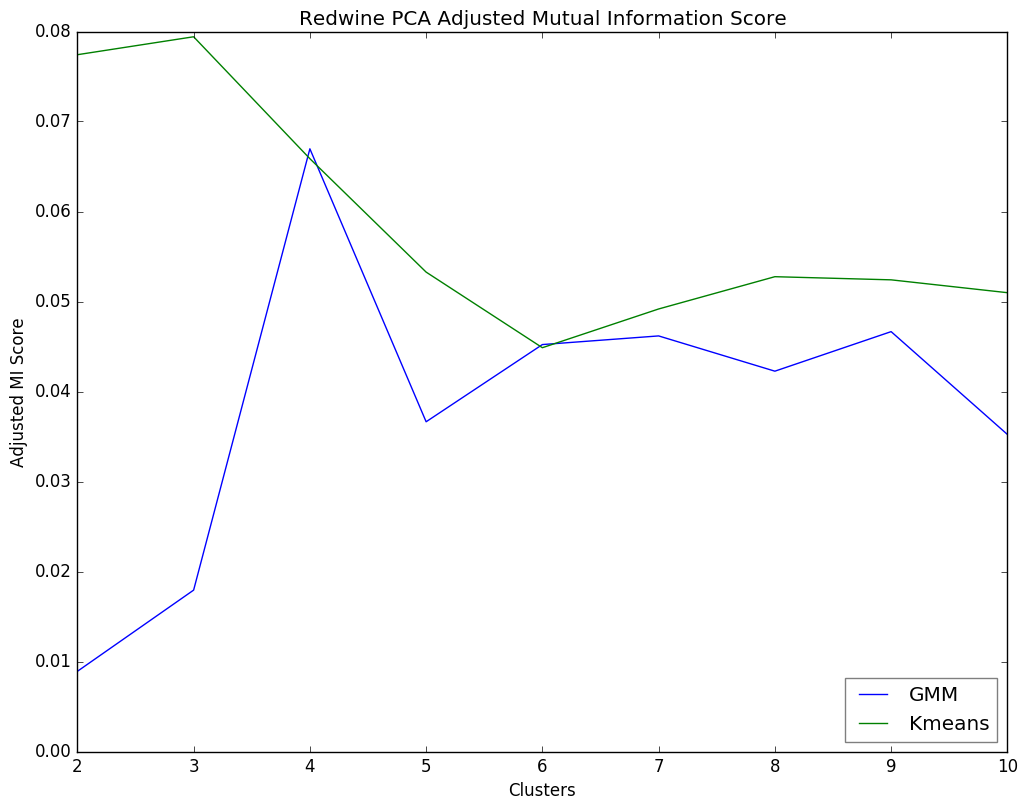 Redwine PCA Adjusted Mutual Information Score
0.08
0.07
0.06
0.05
0.04
0.03
0.02
0.01
0.00
Adjusted MI Score
2 3 4 5 6 7 8 9 10
Clusters
GMM
Kmeans